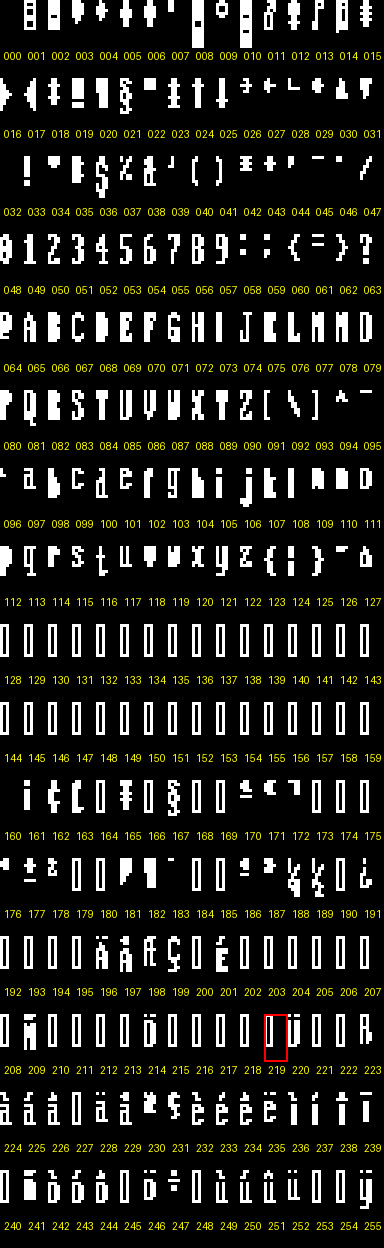 000 001 002 003 004 005 006 007 008 009 010 011 012 013 014 015
016 017 018 019 020 021 022 023 024 025 026 027 028 029 030 031
! " # $ % & ' ( ) * + , - . /
032 033 034 035 036 037 038 039 040 041 042 043 044 045 046 047
0 1 2 3 4 5 6 7 8 9 : ; { = } ?
048 049 050 051 052 053 054 055 056 057 058 059 060 061 062 063
@ A B C D E F G H I J K L M M O
064 065 066 067 068 069 070 071 072 073 074 075 076 077 078 079
P Q R S T U V W X Y Z [ \ ] ^ _
080 081 082 083 084 085 086 087 088 089 090 091 092 093 094 095
` a b c d e f g h i j k l m n o
096 097 098 099 100 101 102 103 104 105 106 107 108 109 110 111
p q r s t u v w x y z { ¦ } ~
112 113 114 115 116 117 118 119 120 121 122 123 124 125 126 127
128 129 130 131 132 133 134 135 136 137 138 139 140 141 142 143
144 145 146 147 148 149 150 151 152 153 154 155 156 157 158 159
¡ ¢ £ ¥ § ª « ¬
160 161 162 163 164 165 166 167 168 169 170 171 172 173 174 175
° ± ² µ ¶ · º » ¼ ½ ¿
176 177 178 179 180 181 182 183 184 185 186 187 188 189 190 191
Ä Å Æ Ç É
192 193 194 195 196 197 198 199 200 201 202 203 204 205 206 207
Ñ Ö Ü ß
208 209 210 211 212 213 214 215 216 217 218 219 220 221 222 223
à á â ä å æ ç è é ê ë ì í î ï
224 225 226 227 228 229 230 231 232 233 234 235 236 237 238 239
ñ ò ó ô ö ÷ ù ú û ü ÿ
240 241 242 243 244 245 246 247 248 249 250 251 252 253 254 255